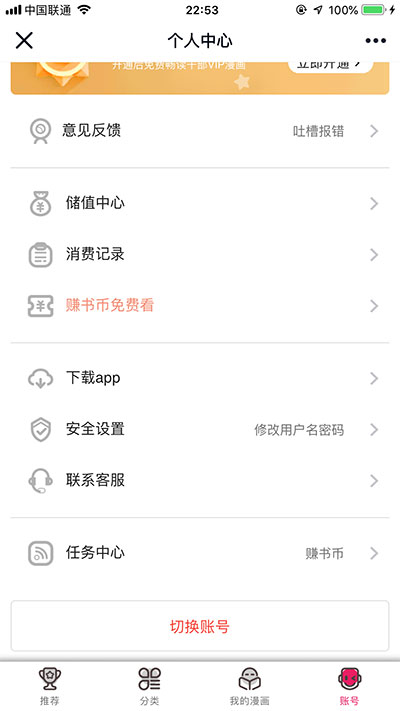 中国联通 22:53 100%
个人中心
开通后免费畅读千部VIP漫画 立即开通
意见反馈 吐槽报错
储值中心
消费记录
赚书币免费看
下载app
安全设置 修改用户名密码
联系客服
任务中心 赚书币
切换账号
推荐 分类 我的漫画 账号